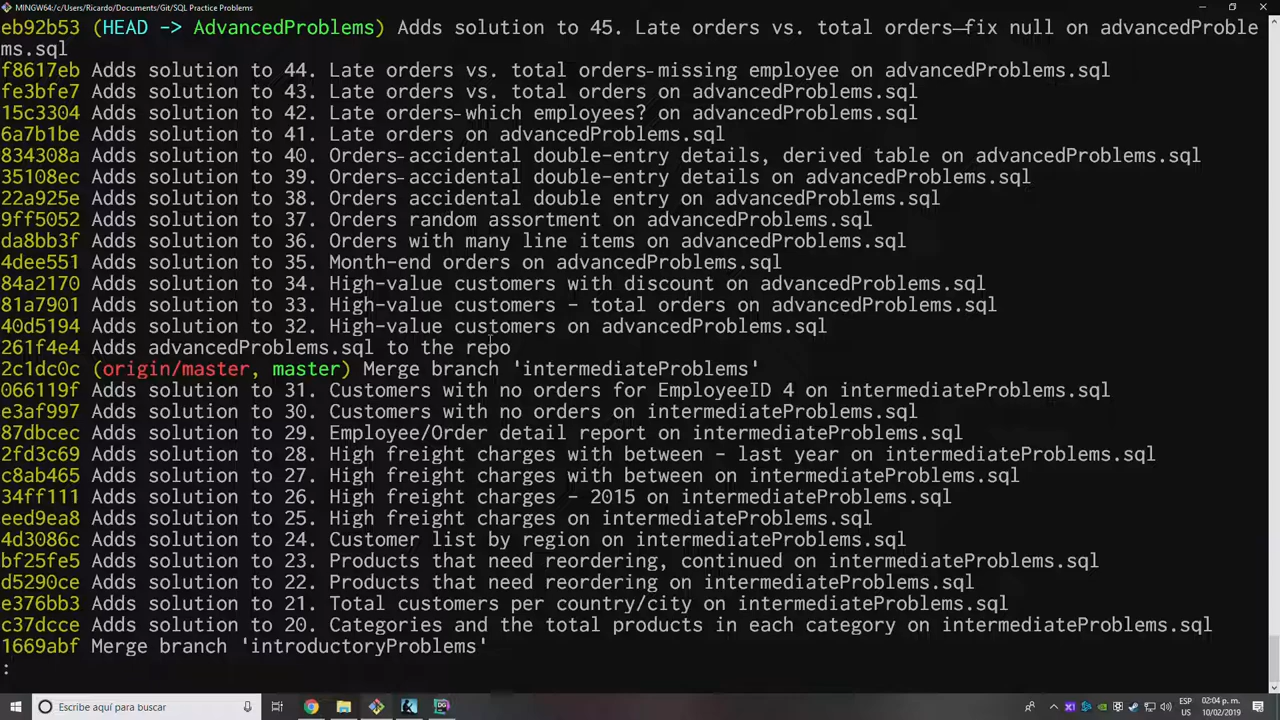 MINGW64:/c/Users/Ricardo/Documents/Git/SQL Practice Problems
eb92b53 (HEAD -> AdvancedProblems) Adds solution to 45. Late orders vs. total orders—fix null on advancedProble
ms.sql
f8617eb Adds solution to 44. Late orders vs. total orders-missing employee on advancedProblems.sql
fe3bfe7 Adds solution to 43. Late orders vs. total orders on advancedProblems.sql
15c3304 Adds solution to 42. Late orders-which employees? on advancedProblems.sql
6a7b1be Adds solution to 41. Late orders on advancedProblems.sql
834308a Adds solution to 40. Orders-accidental double-entry details, derived table on advancedProblems.sql
35108ec Adds solution to 39. Orders-accidental double-entry details on advancedProblems.sql
22a925e Adds solution to 38. Orders accidental double entry on advancedProblems.sql
9ff5052 Adds solution to 37. Orders random assortment on advancedProblems.sql
da8bb3f Adds solution to 36. Orders with many line items on advancedProblems.sql
4dee551 Adds solution to 35. Month-end orders on advancedProblems.sql
84a2170 Adds solution to 34. High-value customers with discount on advancedProblems.sql
81a7901 Adds solution to 33. High-value customers - total orders on advancedProblems.sql
40d5194 Adds solution to 32. High-value customers on advancedProblems.sql
261f4e4 Adds advancedProblems.sql to the repo
2c1dc0c (origin/master, master) Merge branch 'intermediateProblems'
066119f Adds solution to 31. Customers with no orders for EmployeeID 4 on intermediateProblems.sql
e3af997 Adds solution to 30. Customers with no orders on intermediateProblems.sql
87dbcec Adds solution to 29. Employee/Order detail report on intermediateProblems.sql
2fd3c69 Adds solution to 28. High freight charges with between - last year on intermediateProblems.sql
c8ab465 Adds solution to 27. High freight charges with between on intermediateProblems.sql
34ff111 Adds solution to 26. High freight charges - 2015 on intermediateProblems.sql
eed9ea8 Adds solution to 25. High freight charges on intermediateProblems.sql
4d3086c Adds solution to 24. Customer list by region on intermediateProblems.sql
bf25fe5 Adds solution to 23. Products that need reordering, continued on intermediateProblems.sql
d5290ce Adds solution to 22. Products that need reordering on intermediateProblems.sql
e376bb3 Adds solution to 21. Total customers per country/city on intermediateProblems.sql
c37dcce Adds solution to 20. Categories and the total products in each category on intermediateProblems.sql
1669abf Merge branch 'introductoryProblems'
:
Escribe aquí para buscar
ESP
US
02:04 p. m.
10/02/2019